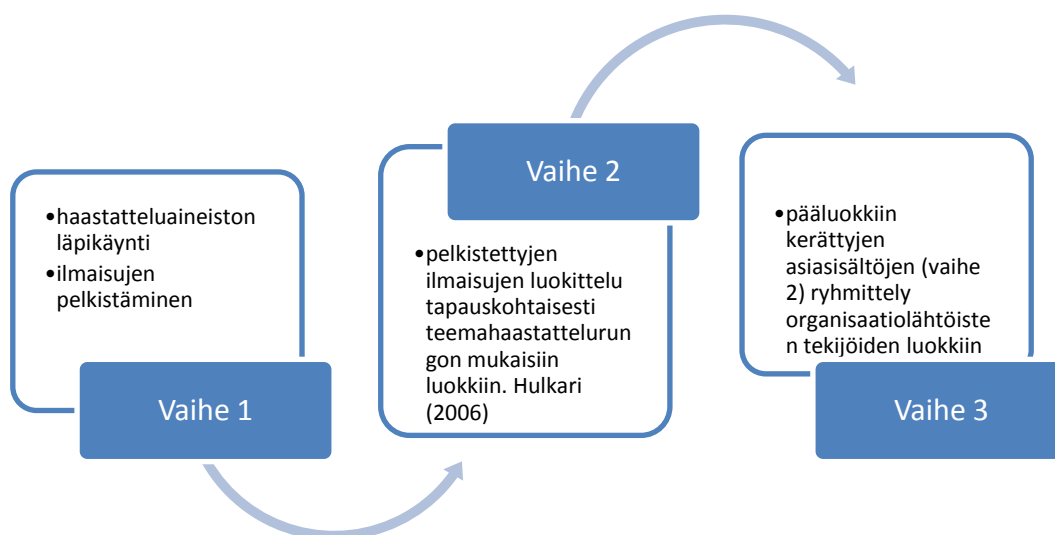 •haastatteluaineiston
läpikäynti
•ilmaisujen
pelkistäminen
Vaihe 1
Vaihe 2
•pelkistettyjen
ilmaisujen luokittelu
tapauskohtaisesti
teemahaastattelurun
gon mukaisiin
luokkiin. Hulkari
(2006)
•pääluokkiin
kerättyjen
asiasisältöjen (vaihe
2) ryhmittely
organisaatiolähtöiste
n tekijöiden luokkiin
Vaihe 3